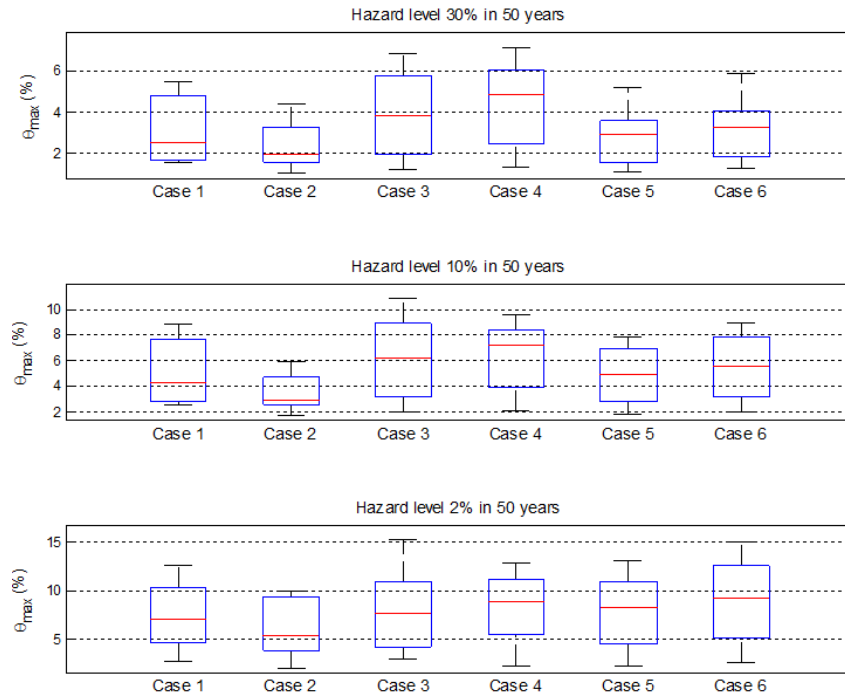 Hazard level 30% in 50 years
θmax (%)
6
4
2
Case 1 Case 2 Case 3 Case 4 Case 5 Case 6
Hazard level 10% in 50 years
θmax (%)
10
8
6
4
2
Case 1 Case 2 Case 3 Case 4 Case 5 Case 6
Hazard level 2% in 50 years
θmax (%)
15
10
5
Case 1 Case 2 Case 3 Case 4 Case 5 Case 6